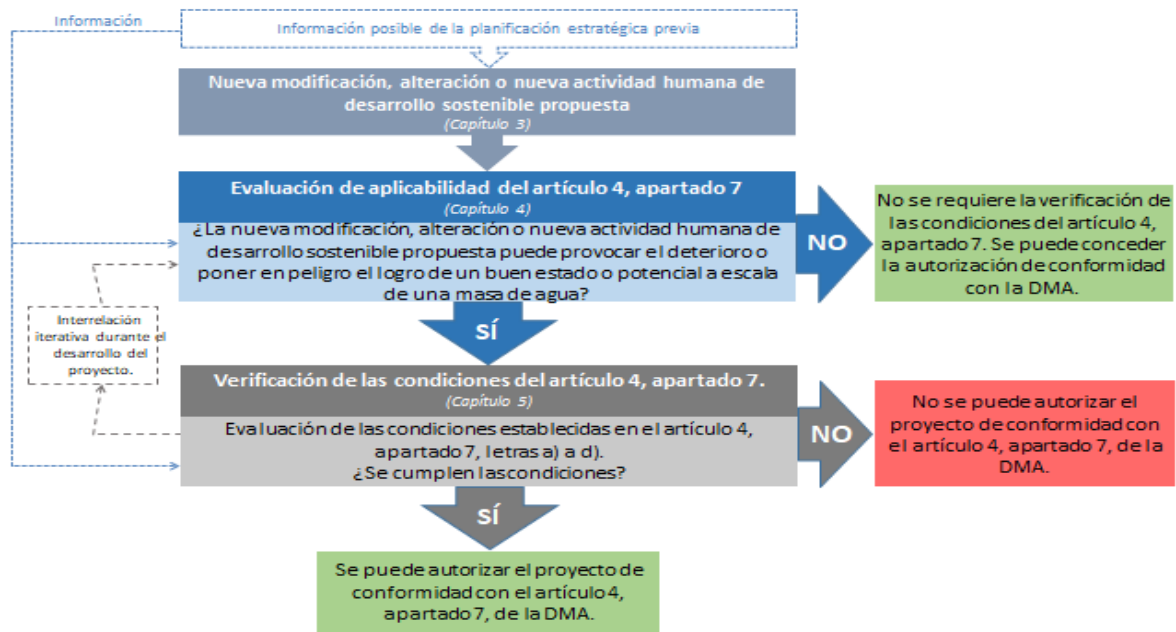 Información
Información posible de la planificación estratégica previa
Nueva modificación, alteración o nueva actividad humana de
desarrollo sostenible propuesta
(Capítulo 3)
Evaluación de aplicabilidad del artículo 4, apartado 7
(Capítulo 4)
¿La nueva modificación, alteración o nueva actividad humana de
desarrollo sostenible propuesta puede provocar el deterioro o
poner en peligro el logro de un buen estado o potencial a escala
de una masa de agua?
NO
No se requiere la verificación de
las condiciones del artículo 4,
apartado 7. Se puede conceder
la autorización de conformidad
con la DMA.
SÍ
Interrelación
iterativa durante el
desarrollo del
proyecto.
Verificación de las condiciones del artículo 4, apartado 7.
(Capítulo 5)
Evaluación de las condiciones establecidas en el artículo 4,
apartado 7, letras a) a d).
¿Se cumplen lascondiciones?
NO
No se puede autorizar el
proyecto de conformidad con
el artículo 4, apartado 7, de la
DMA.
SÍ
Se puede autorizar el proyecto de
conformidad con el artículo 4,
apartado 7, de la DMA.